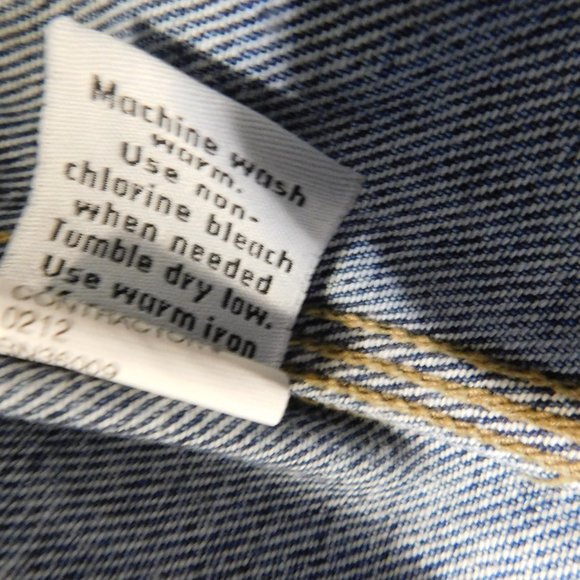 Machine wash
warm.
Use non-
chlorine bleach
when needed
Tumble dry low.
Use warm iron
0212